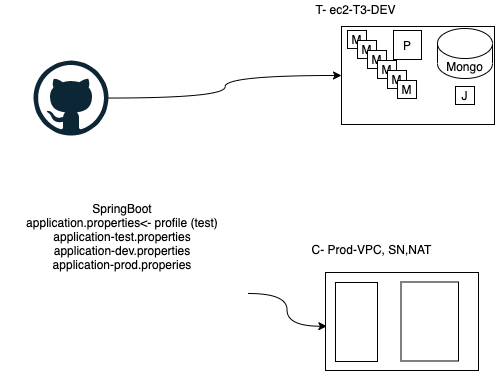 T- ec2-T3-DEV
M
M
M
M
M
M
P
Mongo
J
SpringBoot
application.properties<- profile (test)
application-test.properties
application-dev.properties
application-prod.properies
C- Prod-VPC, SN,NAT